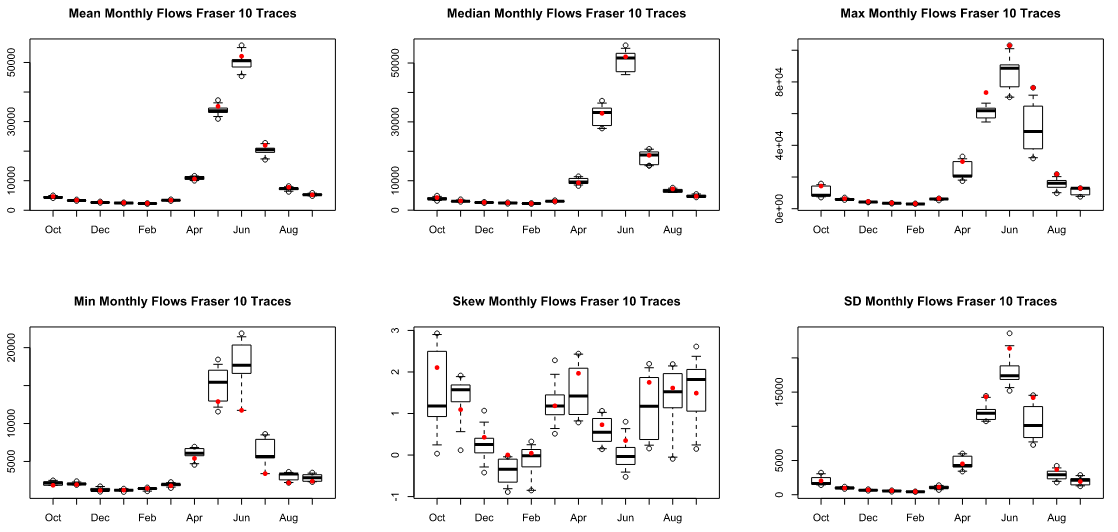 Mean Monthly Flows Fraser 10 Traces
50000
30000
10000
0
Oct Dec Feb Apr Jun Aug
Median Monthly Flows Fraser 10 Traces
50000
30000
10000
0
Oct Dec Feb Apr Jun Aug
Max Monthly Flows Fraser 10 Traces
8e+04
4e+04
0e+00
Oct Dec Feb Apr Jun Aug
Min Monthly Flows Fraser 10 Traces
20000
10000
5000
Oct Dec Feb Apr Jun Aug
Skew Monthly Flows Fraser 10 Traces
3
2
1
0
-1
Oct Dec Feb Apr Jun Aug
SD Monthly Flows Fraser 10 Traces
15000
5000
0
Oct Dec Feb Apr Jun Aug